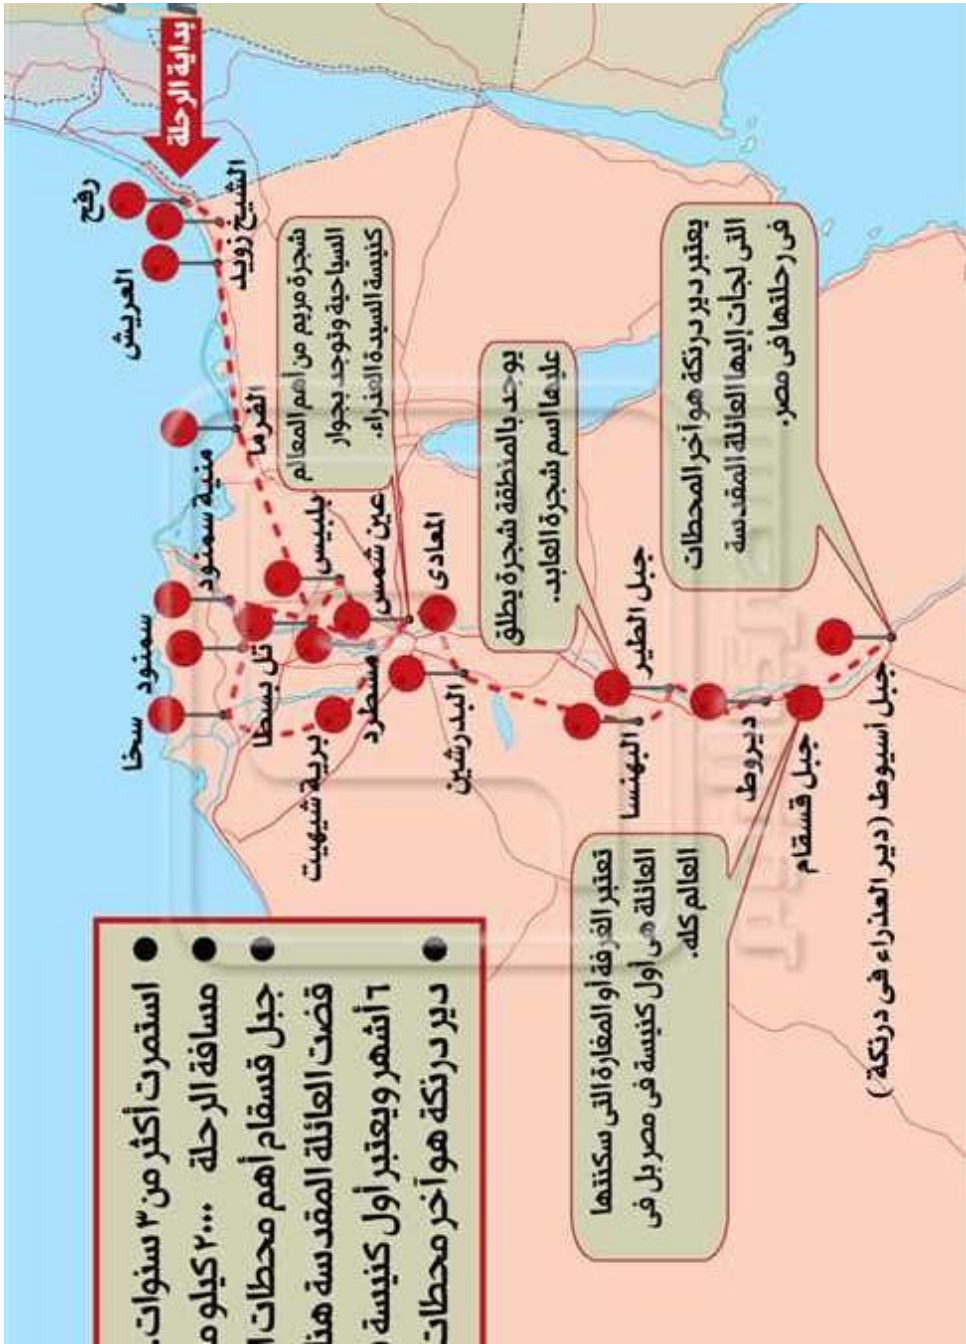 بداية الرحلة
رفح
الشيخ زويد
العريش
الفرما
شجرة مريم من أهم المعالم
السياحية وتوجد بجوار
كنيسة السيدة العذراء.
منية سمنود
بلبيس
سمنود
سخا
تل بسطا
عين شمس
مسطرد
المعادى
برية شيهيت
البدرشين
يوجد بالمنطقة شجرة يطلق
عليها اسم شجرة العابد..
جبل الطير
البهنسا
ديروط
جبل قسقام
يعتبر دير درنكة هو آخر المحطات
التى لجات إليها العائلة المقدسة
فى رحلتها فى مصر.
جبل أسيوط (دير العذراء فى درنكة)
تعتبر الغرفة أو المغارة التى سكنتها
العائلة هى أول كنيسة فى مصر بل فى
العالم كله.
استمرت أكثر من ٣ سنوات.
مسافة الرحلة ٢٠٠٠ كيلو
جبل قسقام أهم محطات
قضت العائلة المقدسة
٦ أشهر ويعتبر أول كنيسة
دير درنكة هو آخر محطات